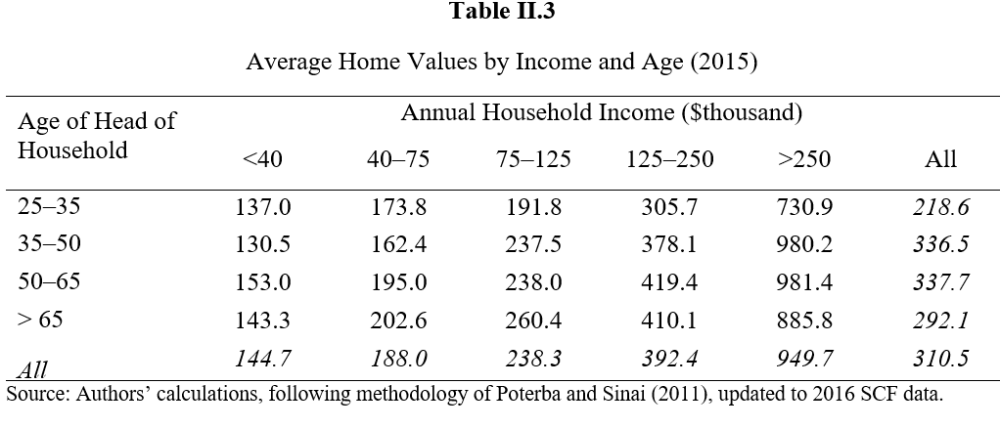 Table II.3
Average Home Values by Income and Age (2015)
Age of Head of Household Annual Household Income ($thousand)
<40 40–75 75–125 125–250 >250 All
25–35 137.0 173.8 191.8 305.7 730.9 218.6
35–50 130.5 162.4 237.5 378.1 980.2 336.5
50–65 153.0 195.0 238.0 419.4 981.4 337.7
> 65 143.3 202.6 260.4 410.1 885.8 292.1
All 144.7 188.0 238.3 392.4 949.7 310.5
Source: Authors’ calculations, following methodology of Poterba and Sinai (2011), updated to 2016 SCF data.